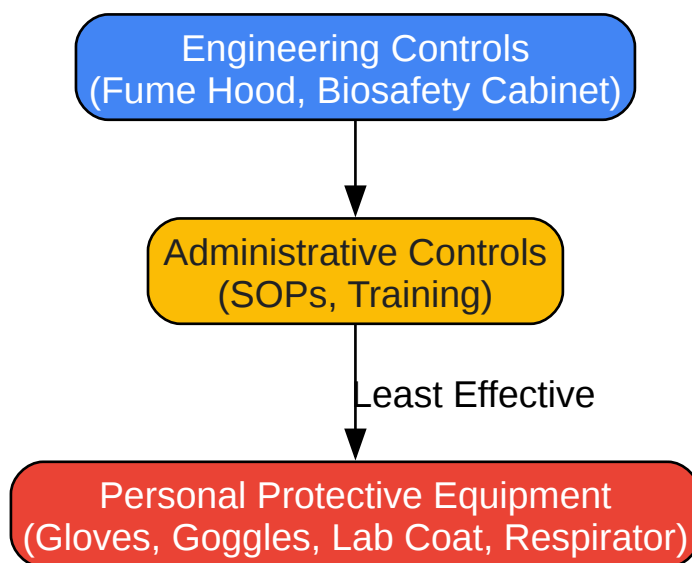 Engineering Controls
(Fume Hood, Biosafety Cabinet)
Administrative Controls
(SOPs, Training)
Least Effective
Personal Protective Equipment
(Gloves, Goggles, Lab Coat, Respirator)